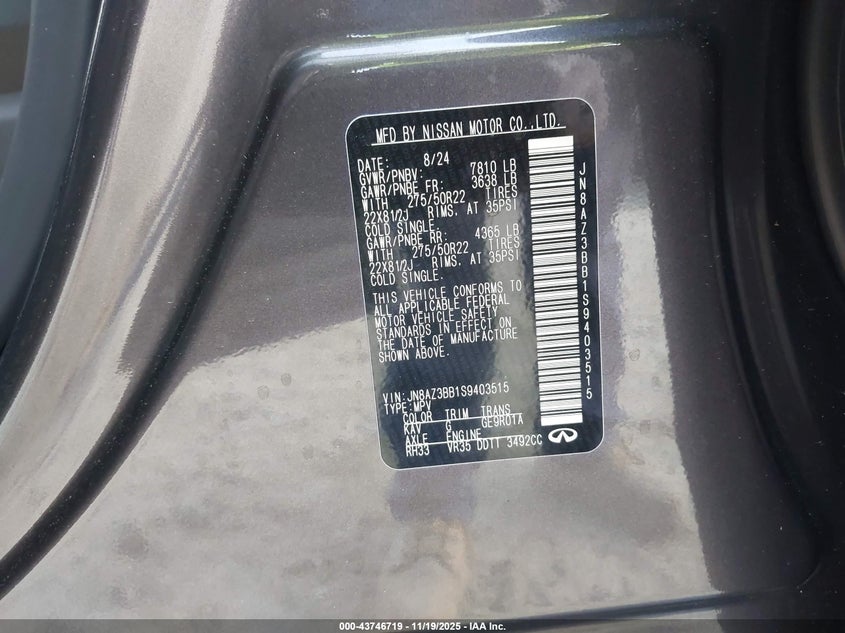 MFD BY NISSAN MOTOR CO.,LTD.
DATE: 8/24
GVWR/PNBV: 7810 LB
GAWR/PNBE FR: 3638 LB
WITH 275/50R22 TIRES
22X81/2J RIMS, AT 35PSI
COLD SINGLE.
GAWR/PNBE RR: 4365 LB
WITH 275/50R22 TIRES
22X81/2J RIMS, AT 35PSI
COLD SINGLE.
THIS VEHICLE CONFORMS TO
ALL APPLICABLE FEDERAL
MOTOR VEHICLE SAFETY
STANDARDS IN EFFECT ON
THE DATE OF MANUFACTURE
SHOWN ABOVE.
VIN:JN8AZ3BB1S9403515
TYPE:MPV
COLOR TRIM TRANS
KAV G GE9R01A
AXLE ENGINE
RH33 VR35 DDTT 3492CC
JN8AZ3BB1S9403515
000-43746719 - 11/19/2025 - IAA Inc.